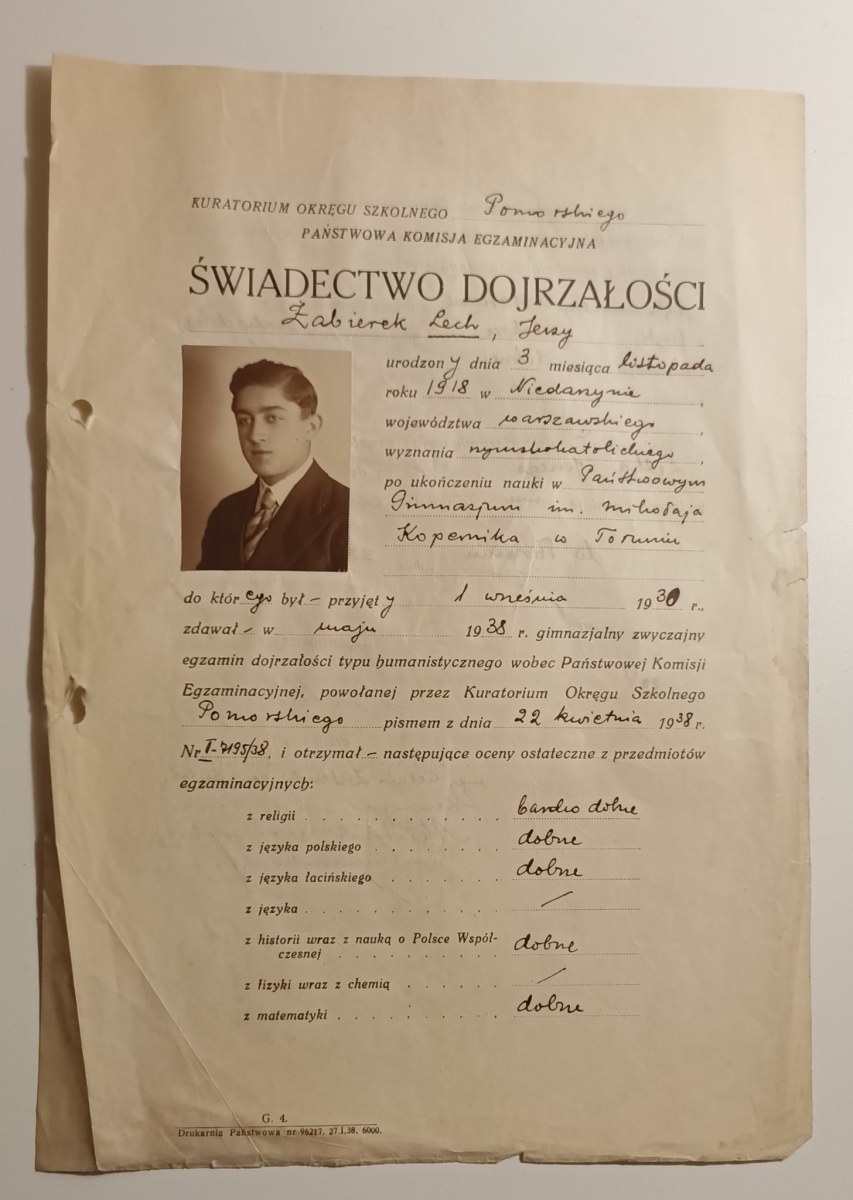 KURATORIUM OKRĘGU SZKOLNEGO Pomorskiego
PAŃSTWOWA KOMISJA EGZAMINACYJNA
ŚWIADECTWO DOJRZAŁOŚCI
Żabierek Lech, Jerzy
urodzony dnia 3 miesiąca listopada
roku 1918 w Niedarzynie,
województwa warszawskiego,
wyznania rzymskokatolickiego,
po ukończeniu nauki w Państwowym
Gimnazjum im. Mikołaja
Kopernika w Toruniu
do którego był – przyjęty 1 września 1930 r.,
zdawał – w maju 1938 r. gimnazjalny zwyczajny
egzamin dojrzałości typu humanistycznego wobec Państwowej Komisji
Egzaminacyjnej, powołanej przez Kuratorium Okręgu Szkolnego
Pomorskiego pismem z dnia 22 kwietnia 1938 r.
Nr I-7195/38, i otrzymał – następujące oceny ostateczne z przedmiotów
egzaminacyjnych:
z religii . . . . . . . . . . . . bardzo dobre
z języka polskiego . . . . . . . . dobre
z języka łacińskiego . . . . . . . dobre
z języka . . . . . . . . . . . . /
z historii wraz z nauką o Polsce Współ-
czesnej . . . . . . . . . . dobre
z fizyki wraz z chemią . . . . . . /
z matematyki . . . . . . . . . . dobre
G. 4.
Drukarnia Państwowa nr 96217. 27.I.38. 6000.